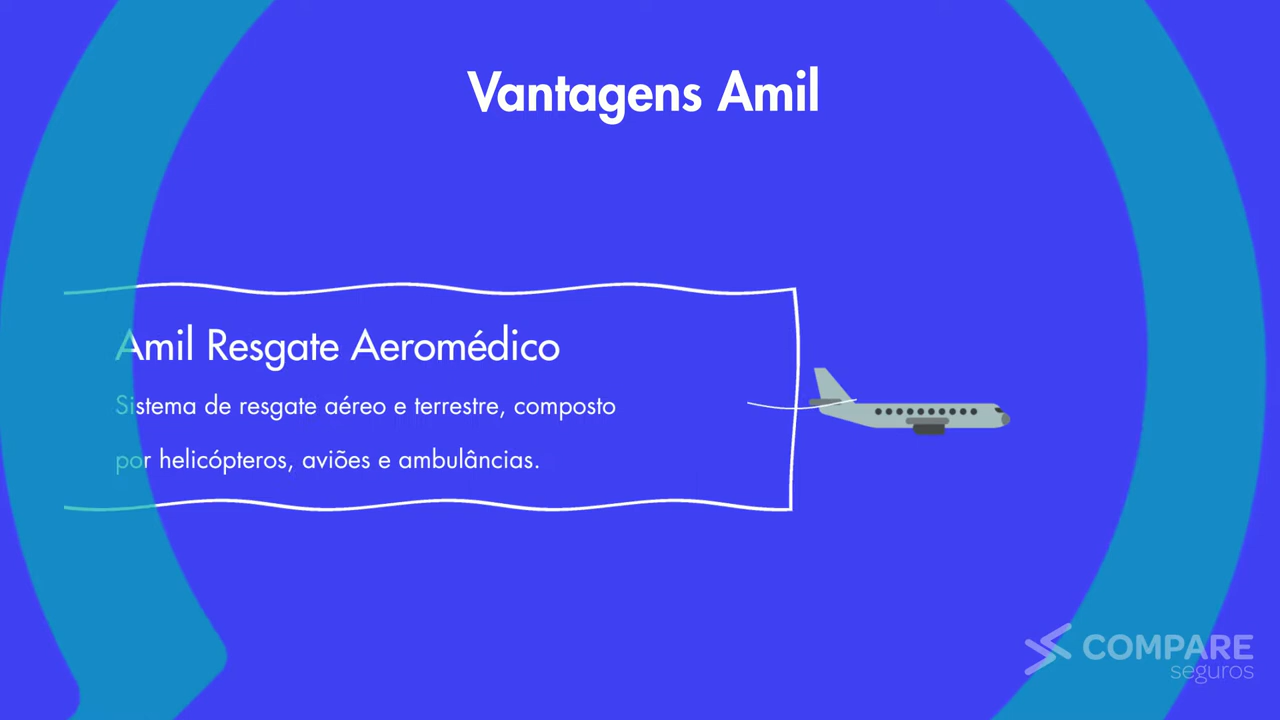 Vantagens Amil
Amil Resgate Aeromédico
Sistema de resgate aéreo e terrestre, composto
por helicópteros, aviões e ambulâncias.
COMPARE
seguros